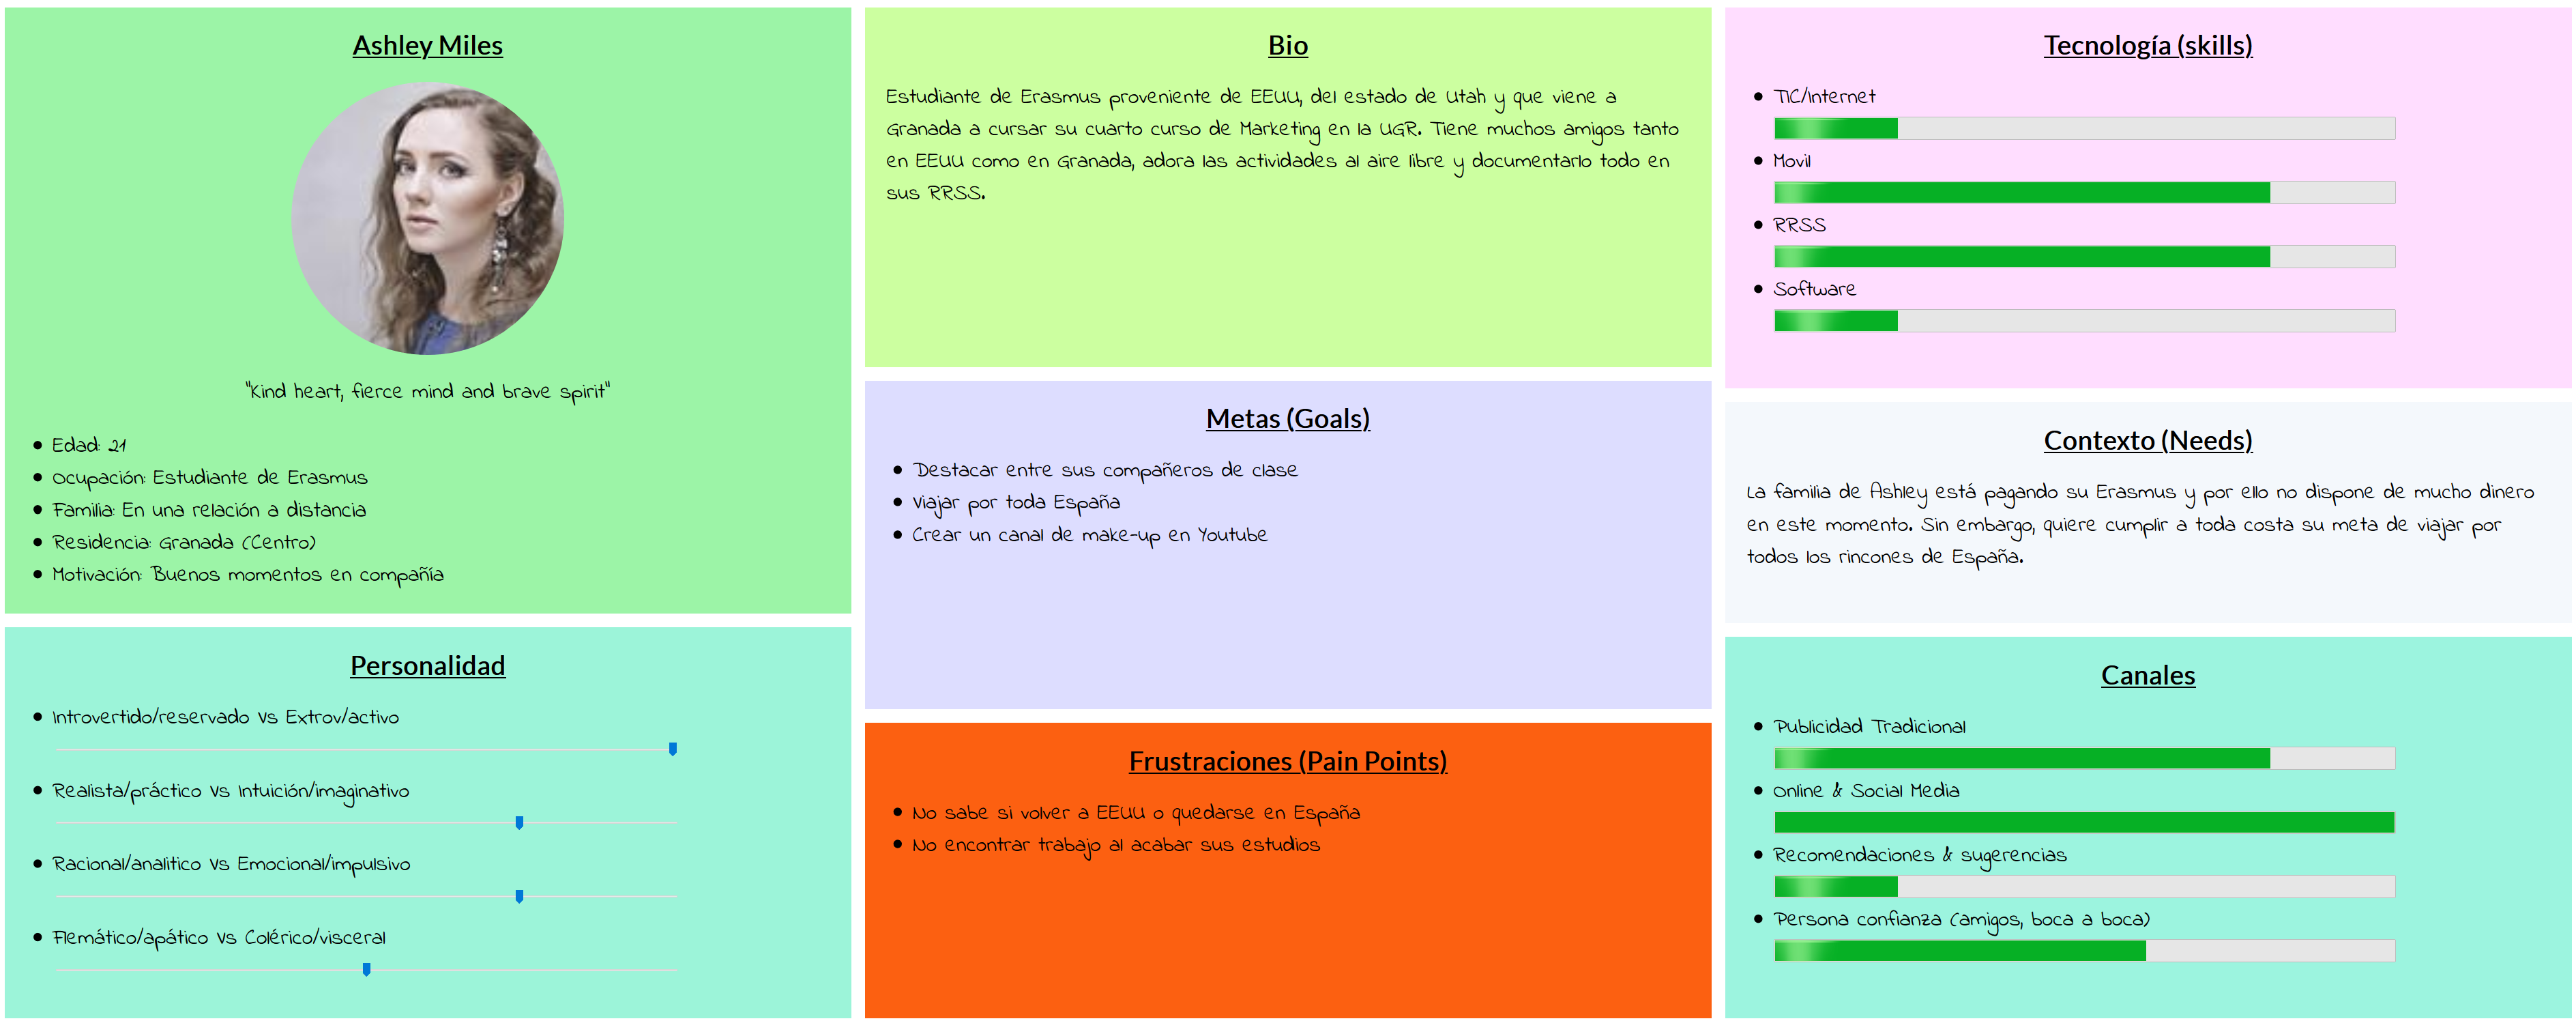 Ashley Miles
"Kind heart, fierce mind and brave spirit"
Edad: 21
Ocupación: Estudiante de Erasmus
Familia: En una relación a distancia
Residencia: Granada (Centro)
Motivación: Buenos momentos en compañía
Personalidad
Introvertido/reservado Vs Extrov/activo
Realista/práctico Vs Intuición/imaginativo
Racional/analitico Vs Emocional/impulsivo
Flemático/apático Vs Colérico/visceral
Bio
Estudiante de Erasmus proveniente de EEUU, del estado de Utah y que viene a
Granada a cursar su cuarto curso de Marketing en la UGR. Tiene muchos amigos tanto
en EEUU como en Granada, adora las actividades al aire libre y documentarlo todo en
sus RRSS.
Metas (Goals)
Destacar entre sus compañeros de clase
Viajar por toda España
Crear un canal de make-up en Youtube
Frustraciones (Pain Points)
No sabe si volver a EEUU o quedarse en España
No encontrar trabajo al acabar sus estudios
Tecnología (skills)
TIC/Internet
Movil
RRSS
Software
Contexto (Needs)
La familia de Ashley está pagando su Erasmus y por ello no dispone de mucho dinero
en este momento. Sin embargo, quiere cumplir a toda costa su meta de viajar por
todos los rincones de España.
Canales
Publicidad Tradicional
Online & Social Media
Recomendaciones & sugerencias
Persona confianza (amigos, boca a boca)